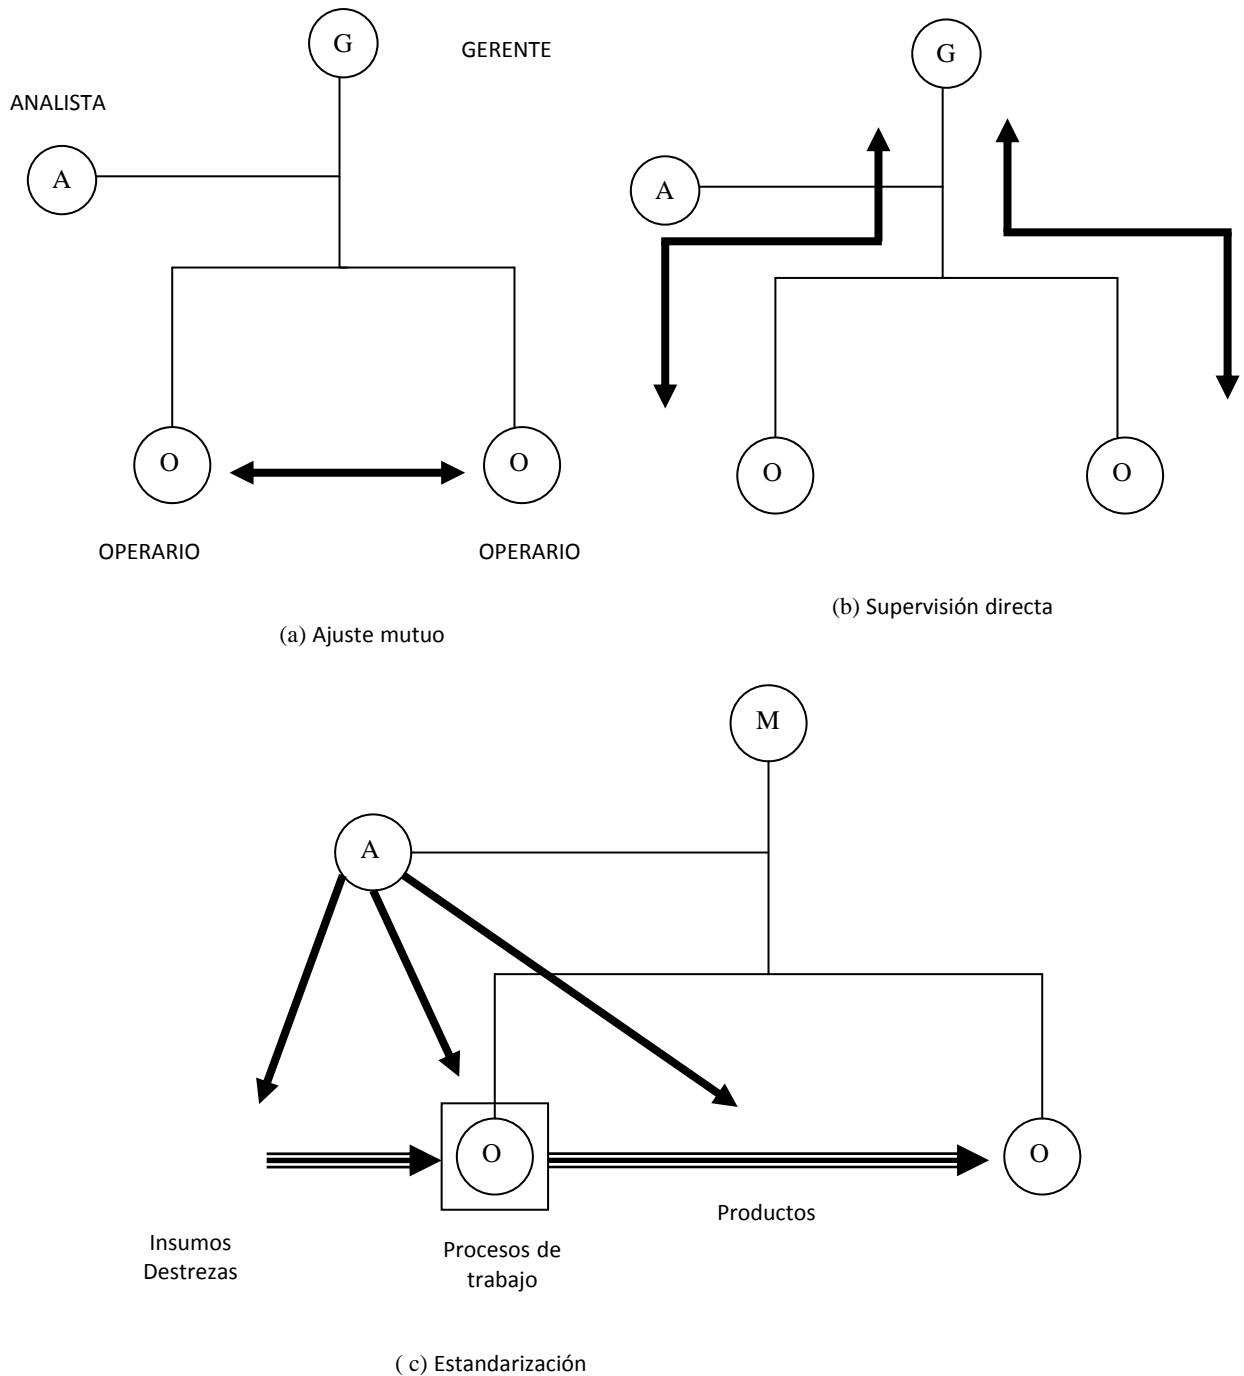 G
GERENTE
ANALISTA
A
O
O
OPERARIO
OPERARIO
(a) Ajuste mutuo
G
A
O
O
(b) Supervisión directa
M
A
O
O
Productos
Insumos
Destrezas
Procesos de
trabajo
( c) Estandarización